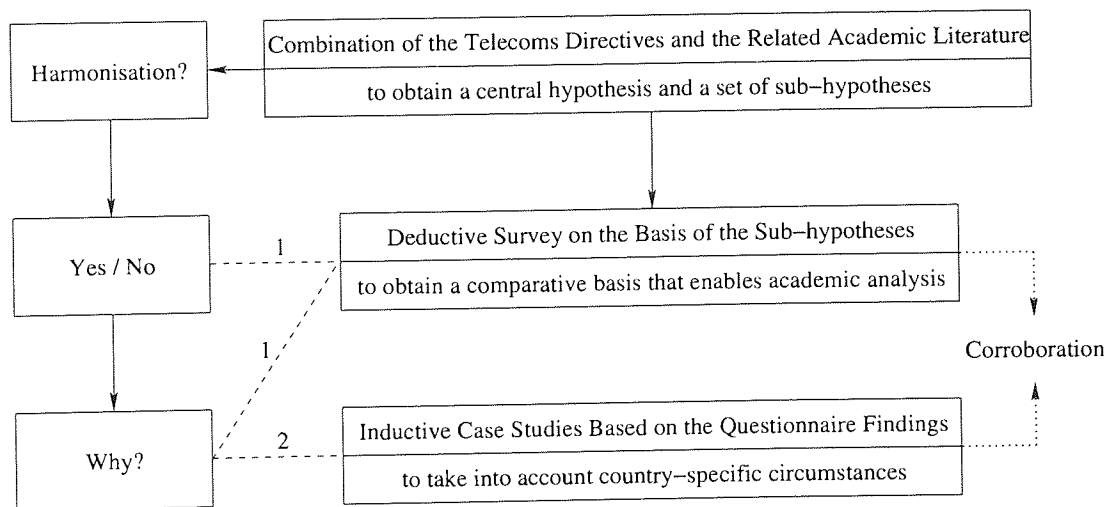 Combination of the Telecoms Directives and the Related Academic Literature
Harmonisation?
to obtain a central hypothesis and a set of sub–hypotheses
Deductive Survey on the Basis of the Sub–hypotheses
1
Yes / No
to obtain a comparative basis that enables academic analysis
1
Corroboration
Inductive Case Studies Based on the Questionnaire Findings
2
Why?
to take into account country–specific circumstances